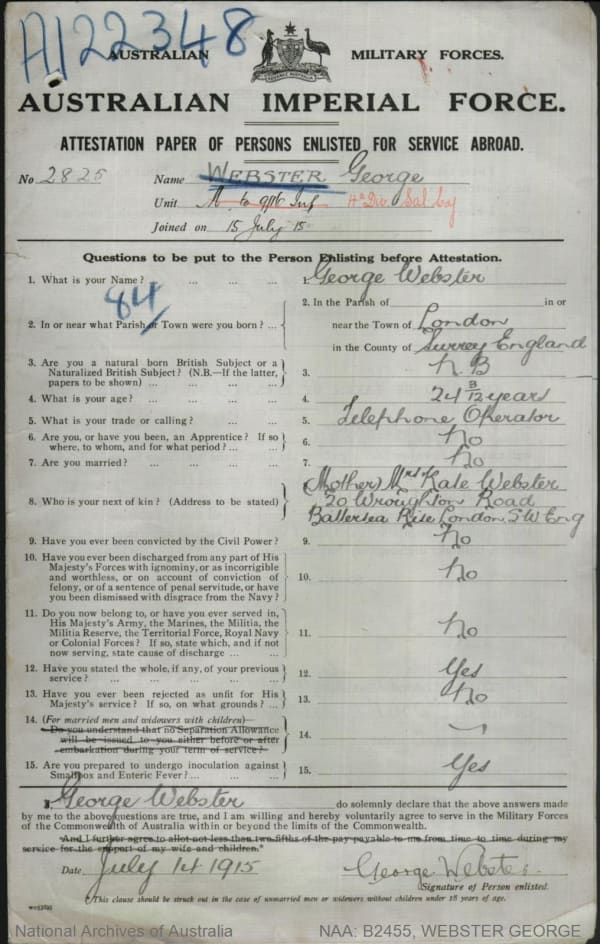 A122348
AUSTRALIAN MILITARY FORCES.
AUSTRALIAN IMPERIAL FORCE.
ATTESTATION PAPER OF PERSONS ENLISTED FOR SERVICE ABROAD.
No 2825 Name WEBSTER George
Unit 4th Div. Sal. Coy
Joined on 15 July 15
Questions to be put to the Person Enlisting before Attestation.
1. What is your Name? ... ... ... 1. George Webster
84
2. In or near what Parish or Town were you born? ... 2. In the Parish of in or
near the Town of London
in the County of Surrey England
3. Are you a natural born British Subject or a
Naturalized British Subject? (N.B.—If the latter,
papers to be shown) ... ... ... ... 3. N. B
4. What is your age? ... ... ... ... 4. 24 3/12 years
5. What is your trade or calling? ... ... ... 5. Telephone Operator
6. Are you, or have you been, an Apprentice? If so
where, to whom, and for what period? ... ... 6. No
7. Are you married? ... ... ... ... 7. No
8. Who is your next of kin? (Address to be stated) 8. (Mother) Mrs Kate Webster
20 Wroughton Road
Battersea Rise London S.W Eng
9. Have you ever been convicted by the Civil Power? 9. No
10. Have you ever been discharged from any part of His
Majesty's Forces with ignominy, or as incorrigible
and worthless, or on account of conviction of
felony, or of a sentence of penal servitude, or have
you been dismissed with disgrace from the Navy? 10. No
11. Do you now belong to, or have you ever served in,
His Majesty's Army, the Marines, the Militia, the
Militia Reserve, the Territorial Force, Royal Navy
or Colonial Forces? If so, state which, and if not
now serving, state cause of discharge ... ... 11. No
12. Have you stated the whole, if any, of your previous
service? ... ... ... ... ... 12. Yes
13. Have you ever been rejected as unfit for His
Majesty's service? If so, on what grounds? ... 13. No
14. (For married men and widowers with children)—
Do you understand that no Separation Allowance
will be issued to you either before or after
embarkation during your term of service? 14.
15. Are you prepared to undergo inoculation against
Smallpox and Enteric Fever? ... ... ... 15. Yes
I, George Webster do solemnly declare that the above answers made
by me to the above questions are true, and I am willing and hereby voluntarily agree to serve in the Military Forces
of the Commonwealth of Australia within or beyond the limits of the Commonwealth.
*And I further agree to allot not less than two-fifths of the pay payable to me from time to time during my
service for the support of my wife and children.*
Date July 14 1915 George Webster
Signature of Person enlisted.
*This clause should be struck out in the case of unmarried men or widowers without children under 18 years of age.
National Archives of Australia NAA: B2455, WEBSTER GEORGE